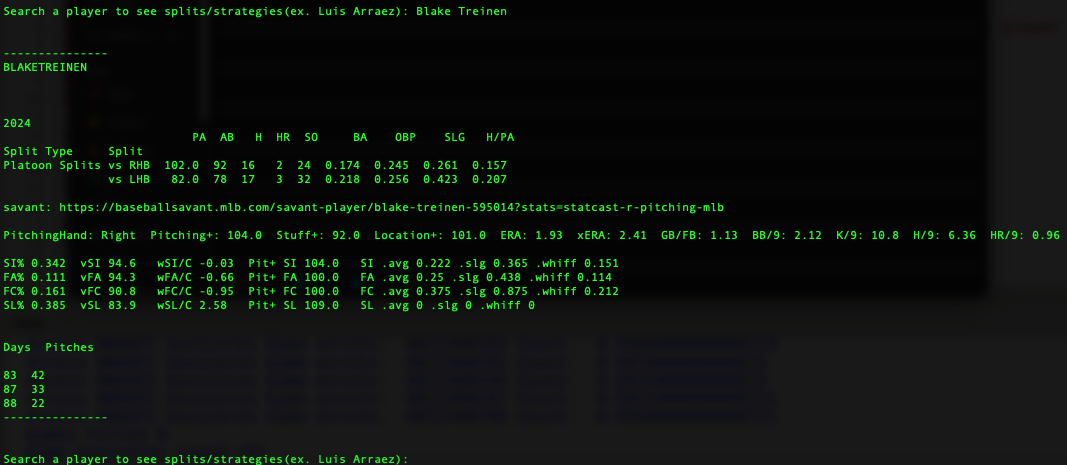 Search a player to see splits/strategies(ex. Luis Arraez): Blake Treinen
---------------
BLAKETREINEN
2024
PA AB H HR SO BA OBP SLG H/PA
Split Type Split
Platoon Splits vs RHB 102.0 92 16 2 24 0.174 0.245 0.261 0.157
vs LHB 82.0 78 17 3 32 0.218 0.256 0.423 0.207
savant: https://baseballsavant.mlb.com/savant-player/blake-treinen-595014?stats=statcast-r-pitching-mlb
PitchingHand: Right Pitching+: 104.0 Stuff+: 92.0 Location+: 101.0 ERA: 1.93 xERA: 2.41 GB/FB: 1.13 BB/9: 2.12 K/9: 10.8 H/9: 6.36 HR/9: 0.96
SI% 0.342 vSI 94.6 wSI/C -0.03 Pit+ SI 104.0 SI .avg 0.222 .slg 0.365 .whiff 0.151
FA% 0.111 vFA 94.3 wFA/C -0.66 Pit+ FA 100.0 FA .avg 0.25 .slg 0.438 .whiff 0.114
FC% 0.161 vFC 90.8 wFC/C -0.95 Pit+ FC 100.0 FC .avg 0.375 .slg 0.875 .whiff 0.212
SL% 0.385 vSL 83.9 wSL/C 2.58 Pit+ SL 109.0 SL .avg 0 .slg 0 .whiff 0
Days Pitches
83 42
87 33
88 22
---------------
Search a player to see splits/strategies(ex. Luis Arraez):